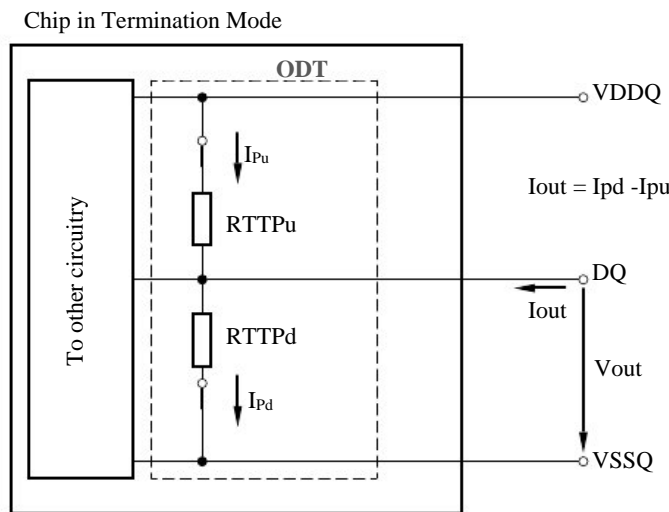 Chip in Termination Mode
ODT
VDDQ
IPu
Iout = Ipd -Ipu
RTTPu
To other circuitry
DQ
Iout
RTTPd
Vout
IPd
VSSQ